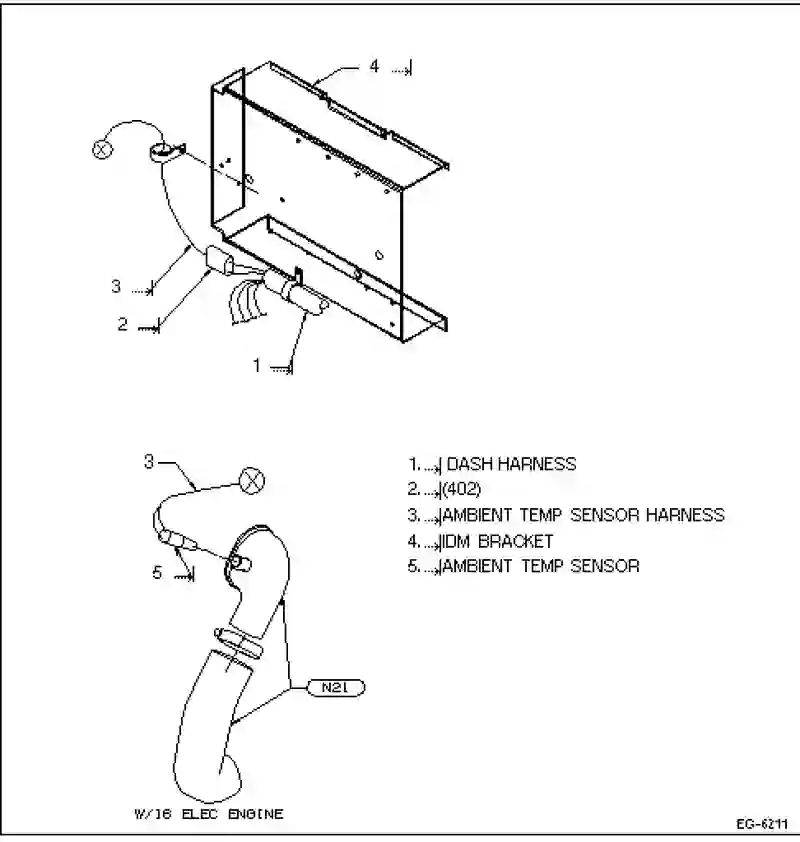 4
X
3
2
1
3
X
5
1. DASH HARNESS
2. (402)
3. AMBIENT TEMP SENSOR HARNESS
4. IDM BRACKET
5. AMBIENT TEMP SENSOR
N21
W/I6 ELEC ENGINE
EG-6211